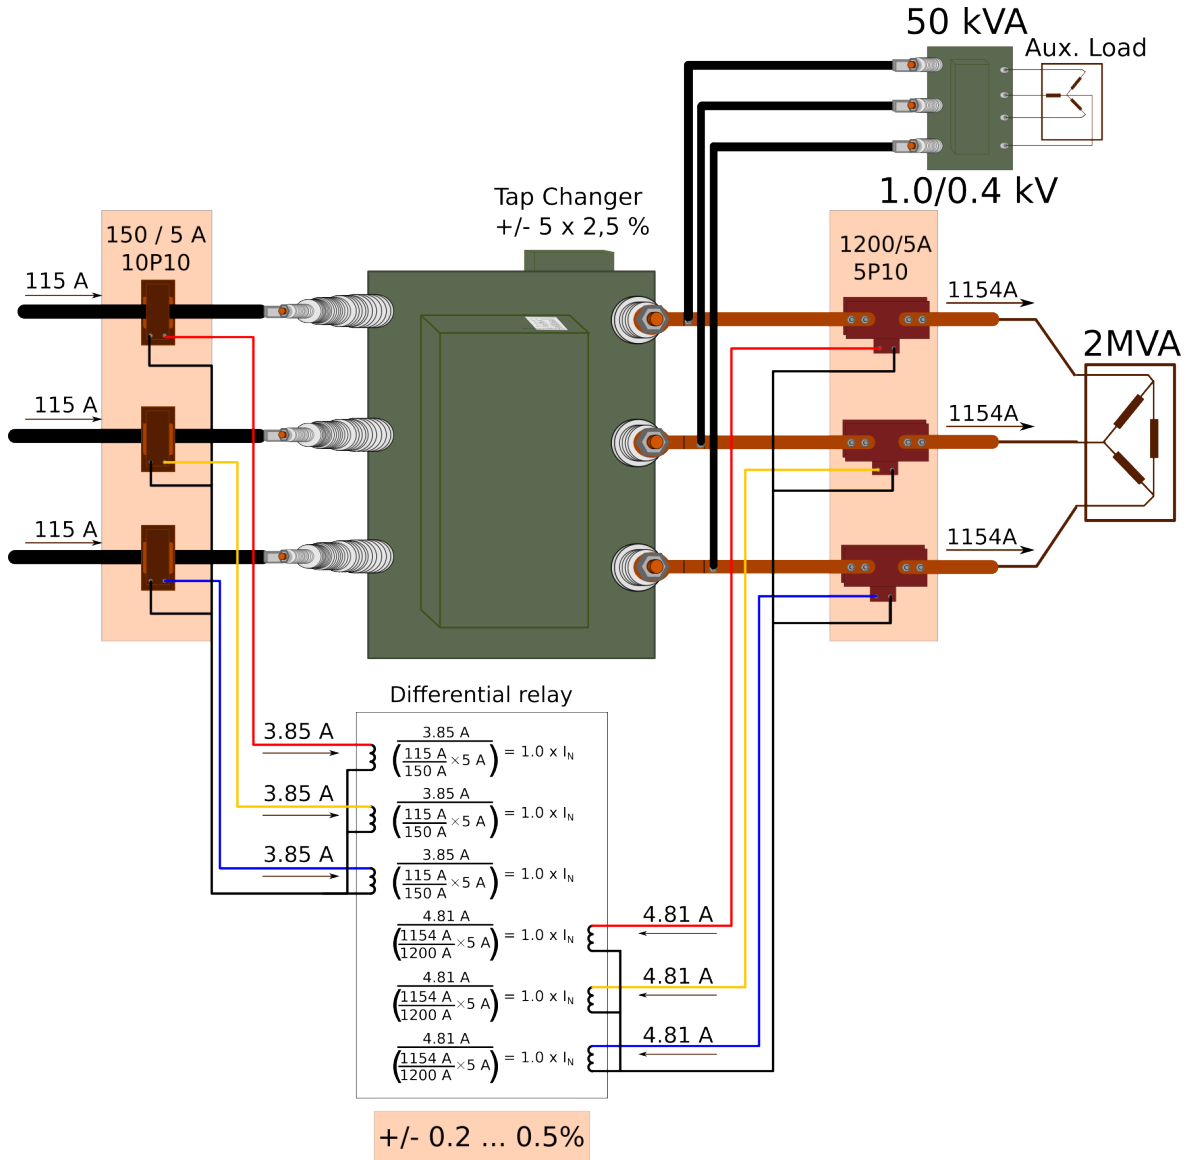 50 kVA
Aux. Load
1.0/0.4 kV
Tap Changer
+/- 5 x 2,5 %
150 / 5 A
10P10
1200/5A
5P10
115 A
1154A
2MVA
115 A
1154A
115 A
1154A
Differential relay
3.85 A
3.85 A
115 A
150 A
×5 A
= 1.0 x IN
3.85 A
3.85 A
115 A
150 A
×5 A
= 1.0 x IN
3.85 A
3.85 A
115 A
150 A
×5 A
= 1.0 x IN
4.81 A
1154 A
1200 A
×5 A
= 1.0 x IN
4.81 A
4.81 A
1154 A
1200 A
×5 A
= 1.0 x IN
4.81 A
4.81 A
1154 A
1200 A
×5 A
= 1.0 x IN
4.81 A
+/- 0.2 ... 0.5%